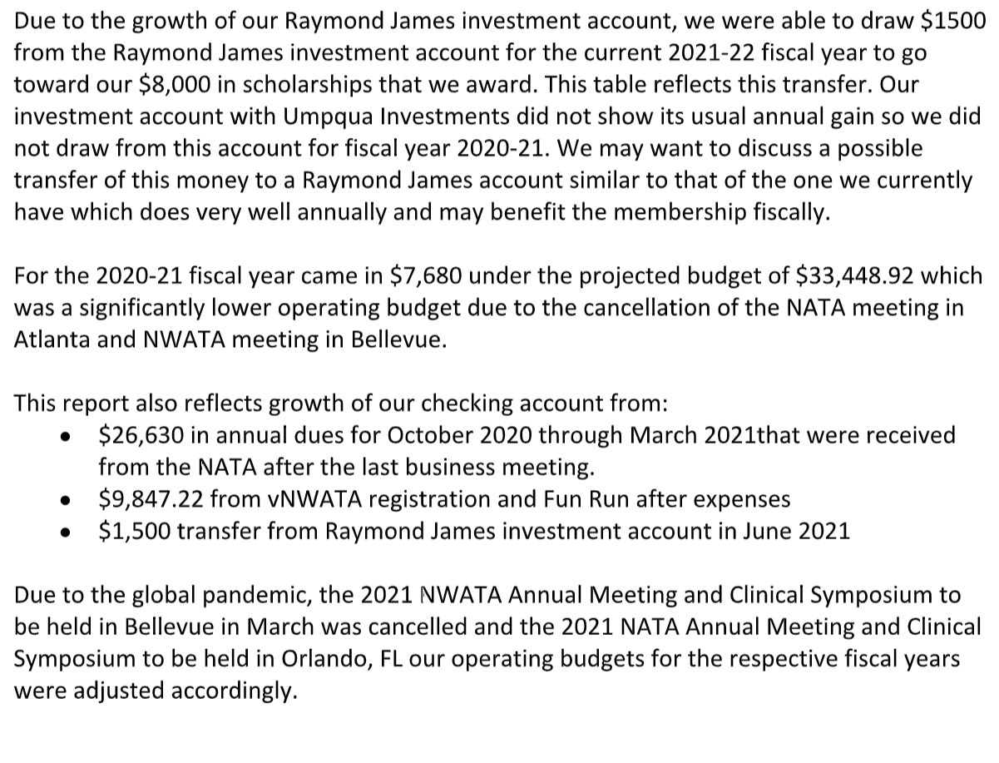 Due to the growth of our Raymond James investment account, we were able to draw $1500
from the Raymond James investment account for the current 2021-22 fiscal year to go
toward our $8,000 in scholarships that we award. This table reflects this transfer. Our
investment account with Umpqua Investments did not show its usual annual gain so we did
not draw from this account for fiscal year 2020-21. We may want to discuss a possible
transfer of this money to a Raymond James account similar to that of the one we currently
have which does very well annually and may benefit the membership fiscally.
For the 2020-21 fiscal year came in $7,680 under the projected budget of $33,448.92 which
was a significantly lower operating budget due to the cancellation of the NATA meeting in
Atlanta and NWATA meeting in Bellevue.
This report also reflects growth of our checking account from:
• $26,630 in annual dues for October 2020 through March 2021that were received
from the NATA after the last business meeting.
• $9,847.22 from vNWATA registration and Fun Run after expenses
• $1,500 transfer from Raymond James investment account in June 2021
Due to the global pandemic, the 2021 NWATA Annual Meeting and Clinical Symposium to
be held in Bellevue in March was cancelled and the 2021 NATA Annual Meeting and Clinical
Symposium to be held in Orlando, FL our operating budgets for the respective fiscal years
were adjusted accordingly.